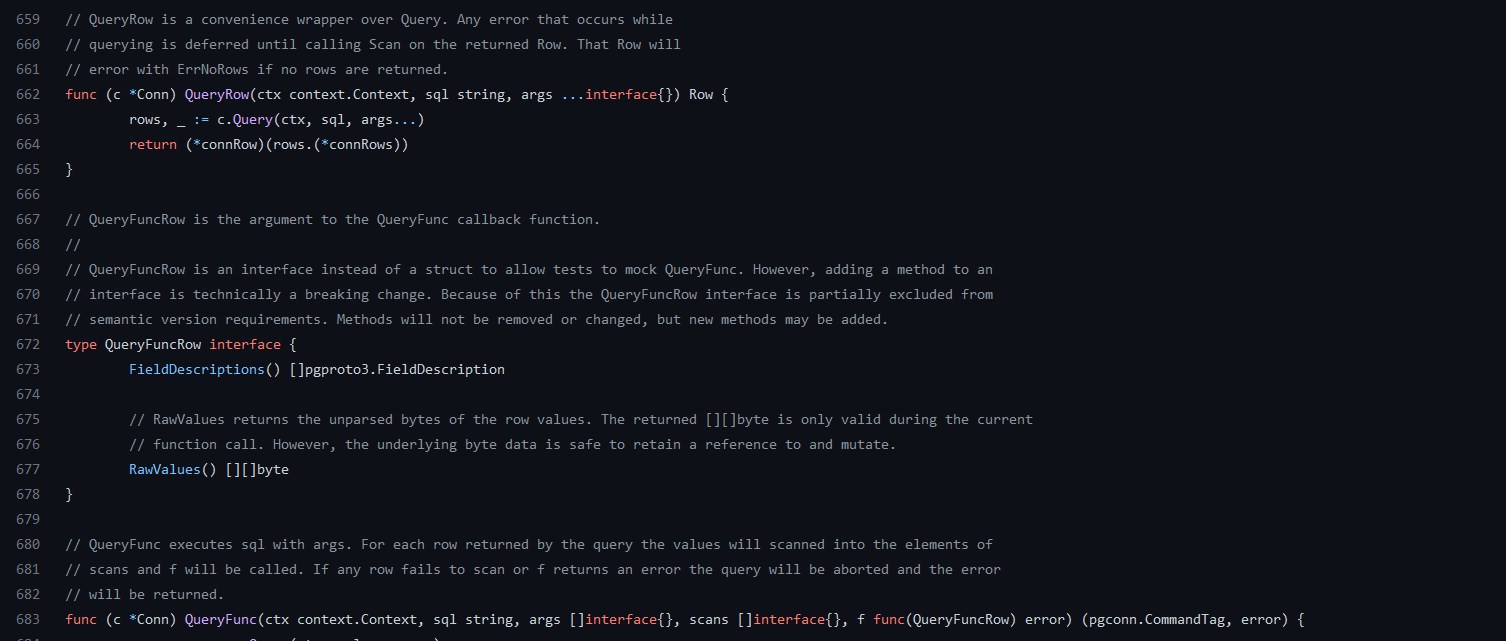 659 // QueryRow is a convenience wrapper over Query. Any error that occurs while
660 // querying is deferred until calling Scan on the returned Row. That Row will
661 // error with ErrNoRows if no rows are returned.
662 func (c *Conn) QueryRow(ctx context.Context, sql string, args ...interface{}) Row {
663 rows, _ := c.Query(ctx, sql, args...)
664 return (*connRow)(rows.(*connRows))
665 }
666
667 // QueryFuncRow is the argument to the QueryFunc callback function.
668 //
669 // QueryFuncRow is an interface instead of a struct to allow tests to mock QueryFunc. However, adding a method to an
670 // interface is technically a breaking change. Because of this the QueryFuncRow interface is partially excluded from
671 // semantic version requirements. Methods will not be removed or changed, but new methods may be added.
672 type QueryFuncRow interface {
673 FieldDescriptions() []pgproto3.FieldDescription
674
675 // RawValues returns the unparsed bytes of the row values. The returned [][]byte is only valid during the current
676 // function call. However, the underlying byte data is safe to retain a reference to and mutate.
677 RawValues() [][]byte
678 }
679
680 // QueryFunc executes sql with args. For each row returned by the query the values will scanned into the elements of
681 // scans and f will be called. If any row fails to scan or f returns an error the query will be aborted and the error
682 // will be returned.
683 func (c *Conn) QueryFunc(ctx context.Context, sql string, args []interface{}, scans []interface{}, f func(QueryFuncRow) error) (pgconn.CommandTag, error) {